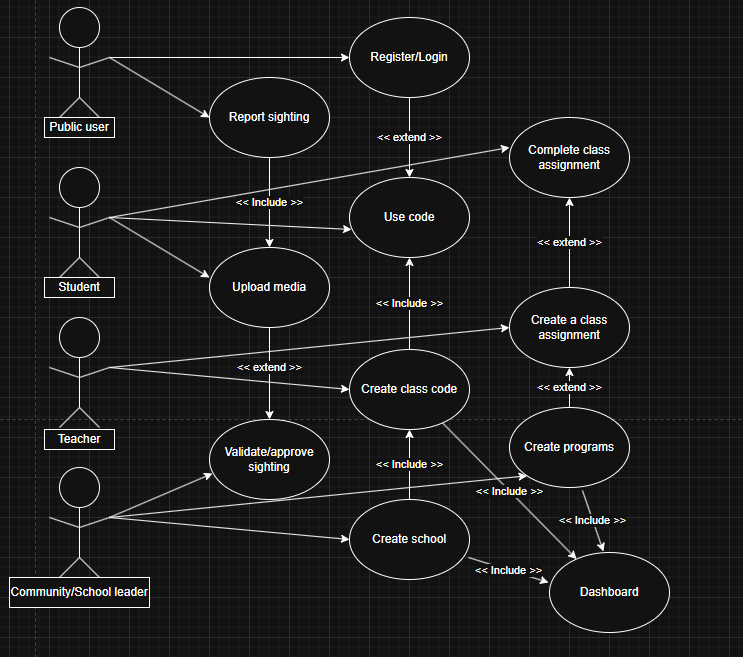 Register/Login
Report sighting
Public user
<< extend >>
Complete class
assignment
<< Include >>
Use code
<< extend >>
Upload media
Student
<< Include >>
Create a class
assignment
<< extend >>
Create class code
<< extend >>
Teacher
Validate/approve
sighting
Create programs
<< Include >>
<< Include >>
<< Include >>
Create school
<< Include >>
Community/School leader
Dashboard